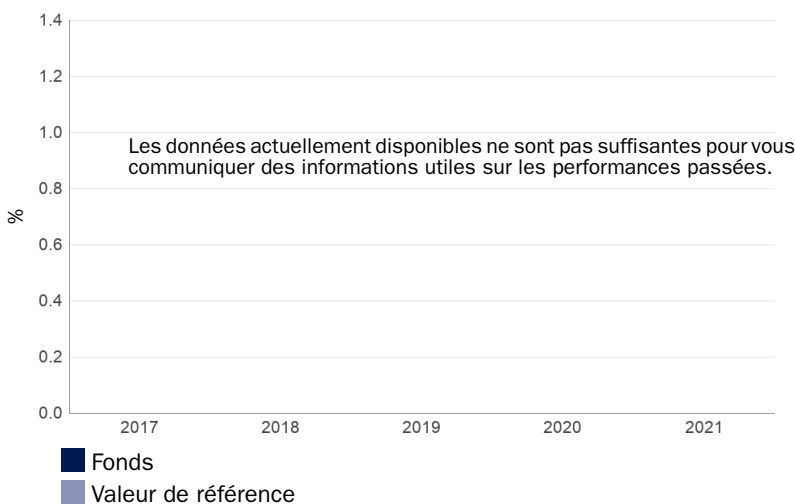 1.4
1.2
1.0
Les données actuellement disponibles ne sont pas suffisantes pour vous
communiquer des informations utiles sur les performances passées.
0.8
%
0.6
0.4
0.2
0.0
2017 2018 2019 2020 2021
Fonds
Valeur de référence